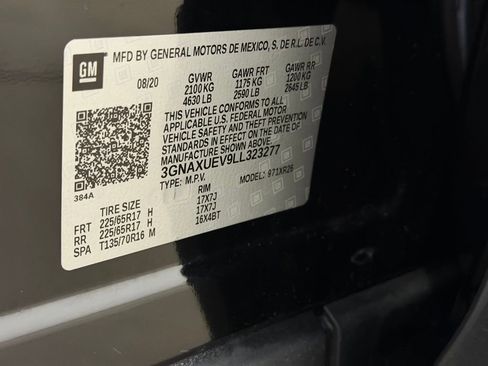 GM
MFD BY GENERAL MOTORS DE MEXICO, S. DE R.L. DE C.V.
08/20 GVWR GAWR FRT GAWR RR
2100 KG 1175 KG 1200 KG
4630 LB 2590 LB 2645 LB
THIS VEHICLE CONFORMS TO ALL
APPLICABLE U.S. FEDERAL MOTOR
VEHICLE SAFETY AND THEFT PREVENTION
STANDARDS IN EFFECT ON THE DATE OF
MANUFACTURE SHOWN ABOVE.
3GNAXUEV9LL323277
TYPE: M.P.V. MODEL: 971XR26
384A
TIRE SIZE RIM
FRT 225/65R17 H 17X7J
RR 225/65R17 H 17X7J
SPA T135/70R16 M 16X4BT